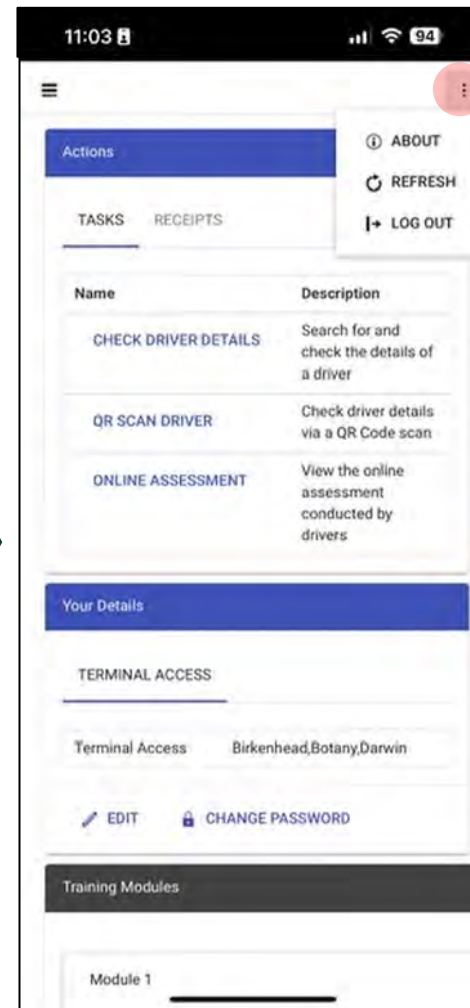 11:03
94
ABOUT
REFRESH
LOG OUT
Actions
TASKS RECEIPTS
Name Description
CHECK DRIVER DETAILS
Search for and
check the details of
a driver
QR SCAN DRIVER
Check driver details
via a QR Code scan
ONLINE ASSESSMENT
View the online
assessment
conducted by
drivers
Your Details
TERMINAL ACCESS
Terminal Access Birkenhead,Botany,Darwin
EDIT CHANGE PASSWORD
Training Modules
Module 1